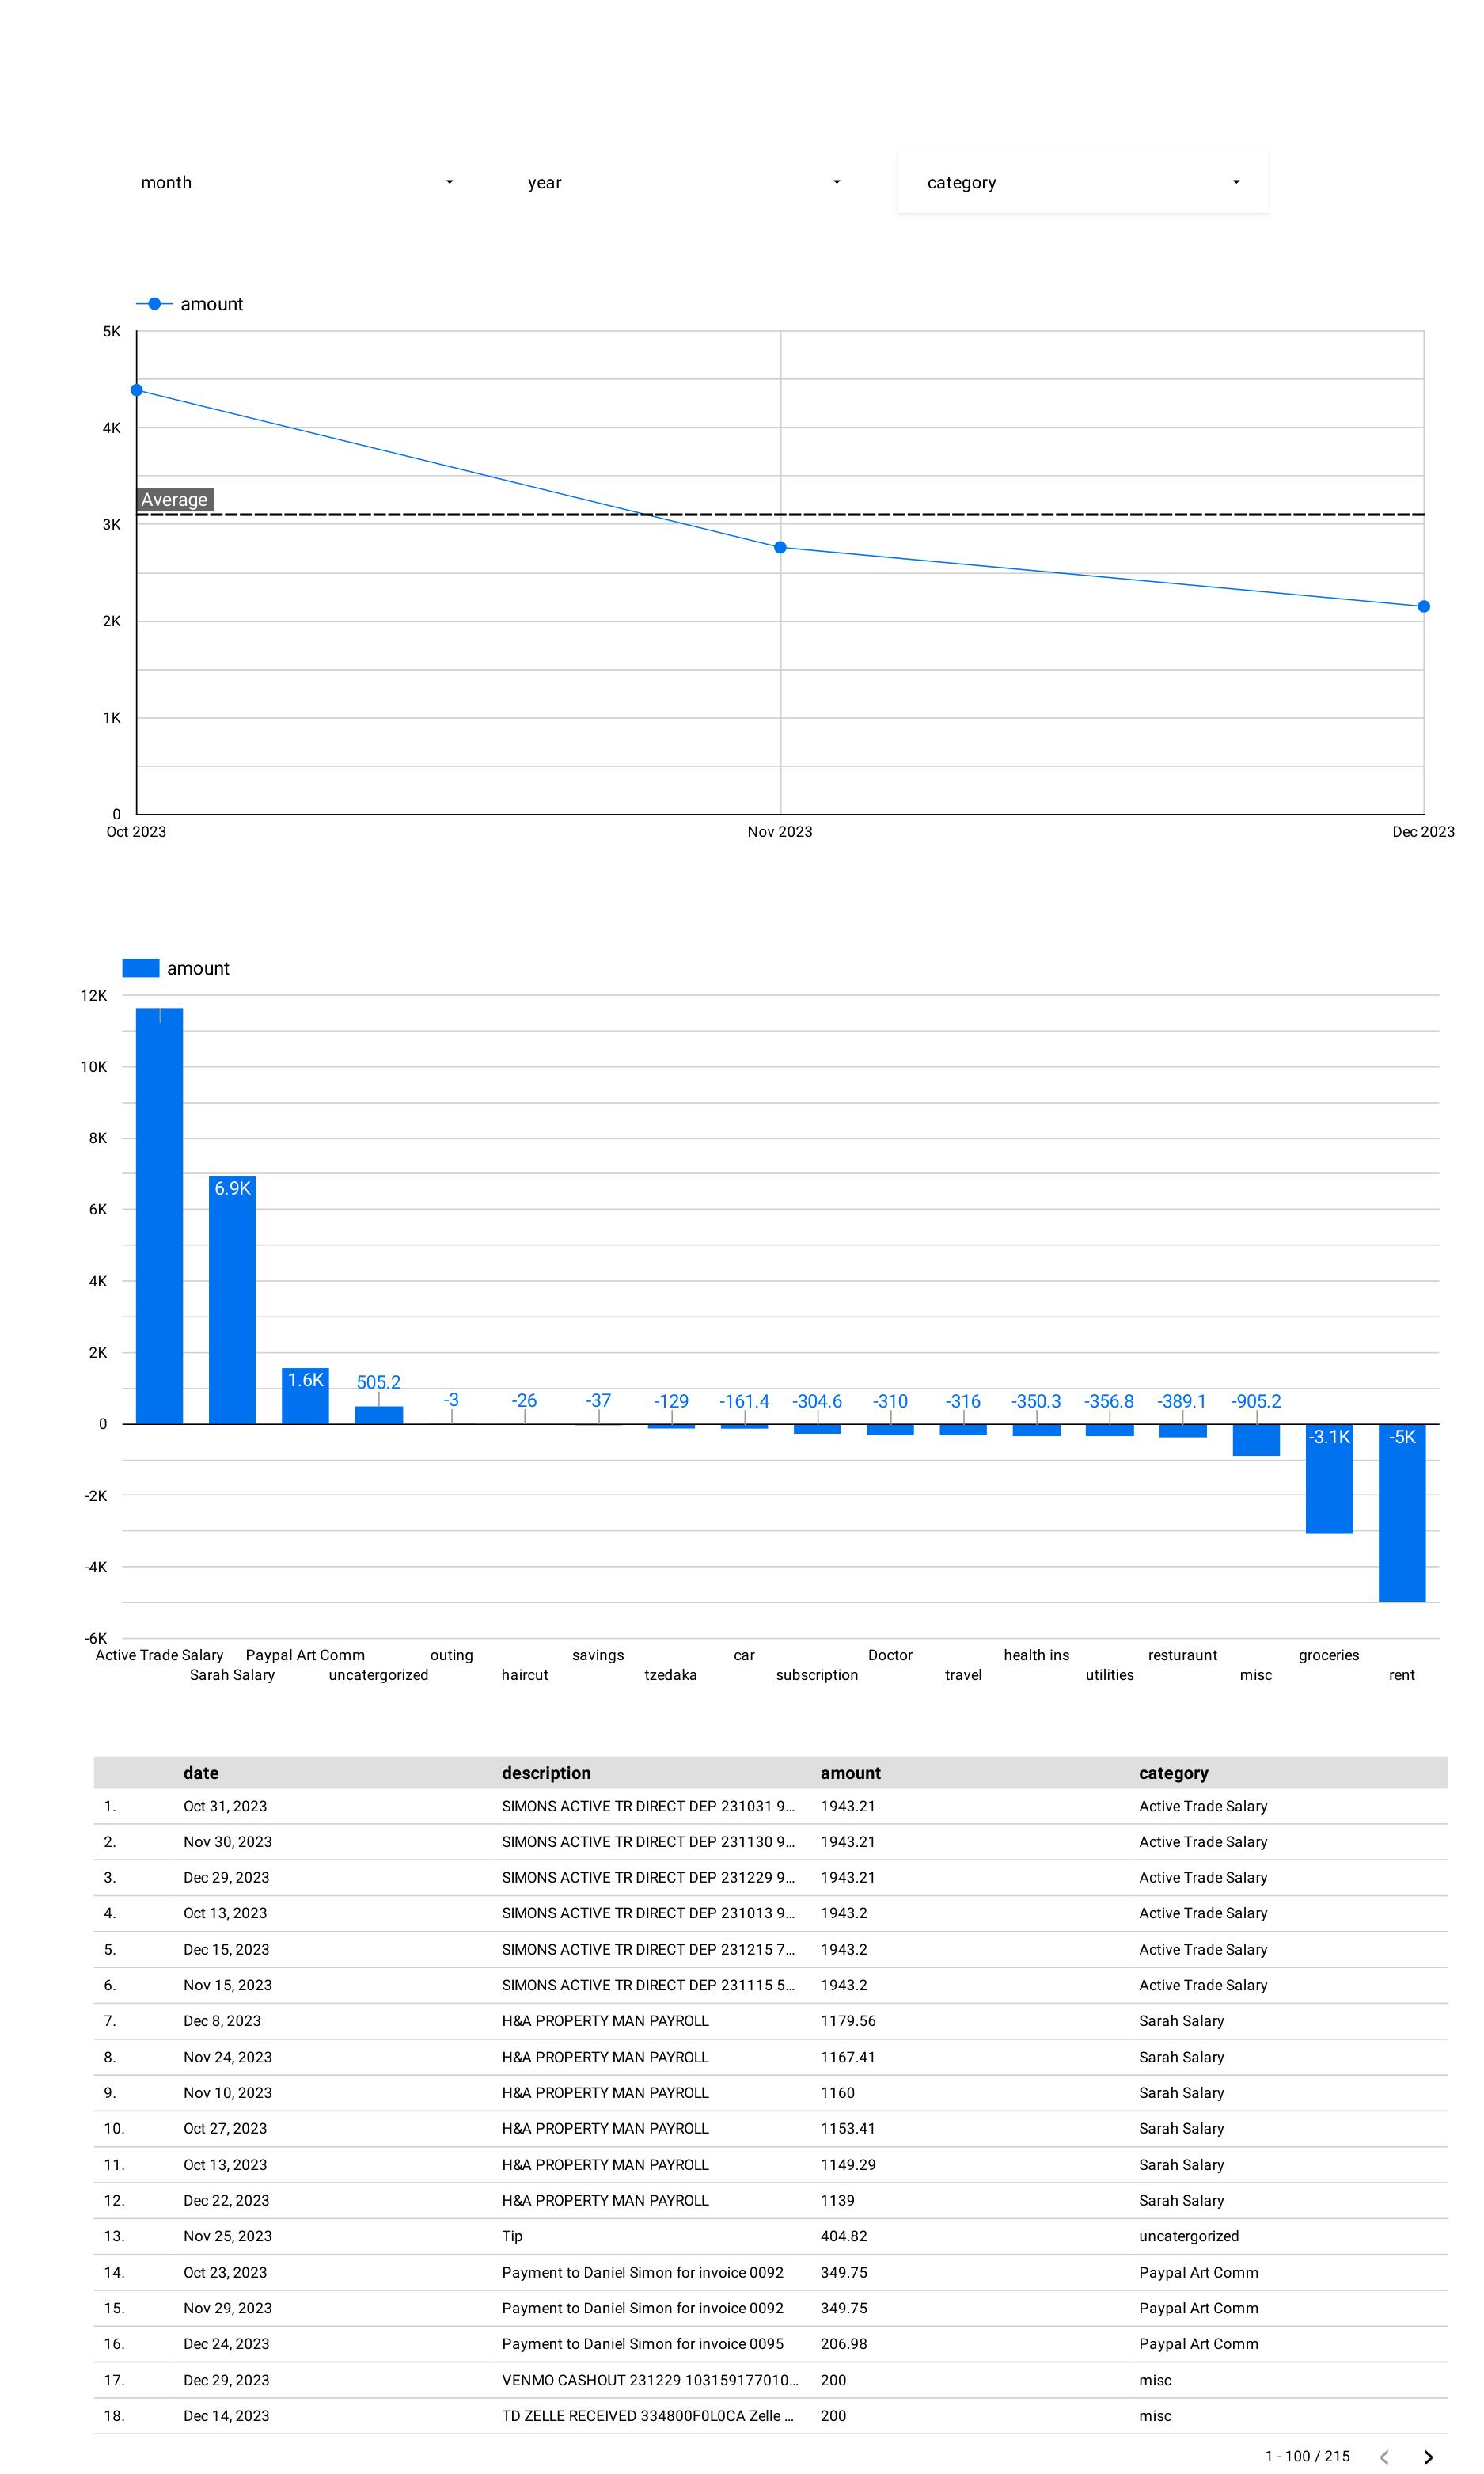 month year category
amount
5K
4K
Average
3K
2K
1K
0
Oct 2023 Nov 2023 Dec 2023
amount
12K
10K
8K
6.9K
6K
4K
2K
1.6K 505.2 -3 -26 -37 -129 -161.4 -304.6 -310 -316 -350.3 -356.8 -389.1 -905.2
0
-3.1K -5K
-2K
-4K
-6K
Active Trade Salary Paypal Art Comm outing savings car Doctor health ins resturaunt groceries
Sarah Salary uncatergorized haircut tzedaka subscription travel utilities misc rent
date description amount category
1. Oct 31, 2023 SIMONS ACTIVE TR DIRECT DEP 231031 9... 1943.21 Active Trade Salary
2. Nov 30, 2023 SIMONS ACTIVE TR DIRECT DEP 231130 9... 1943.21 Active Trade Salary
3. Dec 29, 2023 SIMONS ACTIVE TR DIRECT DEP 231229 9... 1943.21 Active Trade Salary
4. Oct 13, 2023 SIMONS ACTIVE TR DIRECT DEP 231013 9... 1943.2 Active Trade Salary
5. Dec 15, 2023 SIMONS ACTIVE TR DIRECT DEP 231215 7... 1943.2 Active Trade Salary
6. Nov 15, 2023 SIMONS ACTIVE TR DIRECT DEP 231115 5... 1943.2 Active Trade Salary
7. Dec 8, 2023 H&A PROPERTY MAN PAYROLL 1179.56 Sarah Salary
8. Nov 24, 2023 H&A PROPERTY MAN PAYROLL 1167.41 Sarah Salary
9. Nov 10, 2023 H&A PROPERTY MAN PAYROLL 1160 Sarah Salary
10. Oct 27, 2023 H&A PROPERTY MAN PAYROLL 1153.41 Sarah Salary
11. Oct 13, 2023 H&A PROPERTY MAN PAYROLL 1149.29 Sarah Salary
12. Dec 22, 2023 H&A PROPERTY MAN PAYROLL 1139 Sarah Salary
13. Nov 25, 2023 Tip 404.82 uncatergorized
14. Oct 23, 2023 Payment to Daniel Simon for invoice 0092 349.75 Paypal Art Comm
15. Nov 29, 2023 Payment to Daniel Simon for invoice 0092 349.75 Paypal Art Comm
16. Dec 24, 2023 Payment to Daniel Simon for invoice 0095 206.98 Paypal Art Comm
17. Dec 29, 2023 VENMO CASHOUT 231229 103159177010... 200 misc
18. Dec 14, 2023 TD ZELLE RECEIVED 334800F0L0CA Zelle ... 200 misc
1 - 100 / 215